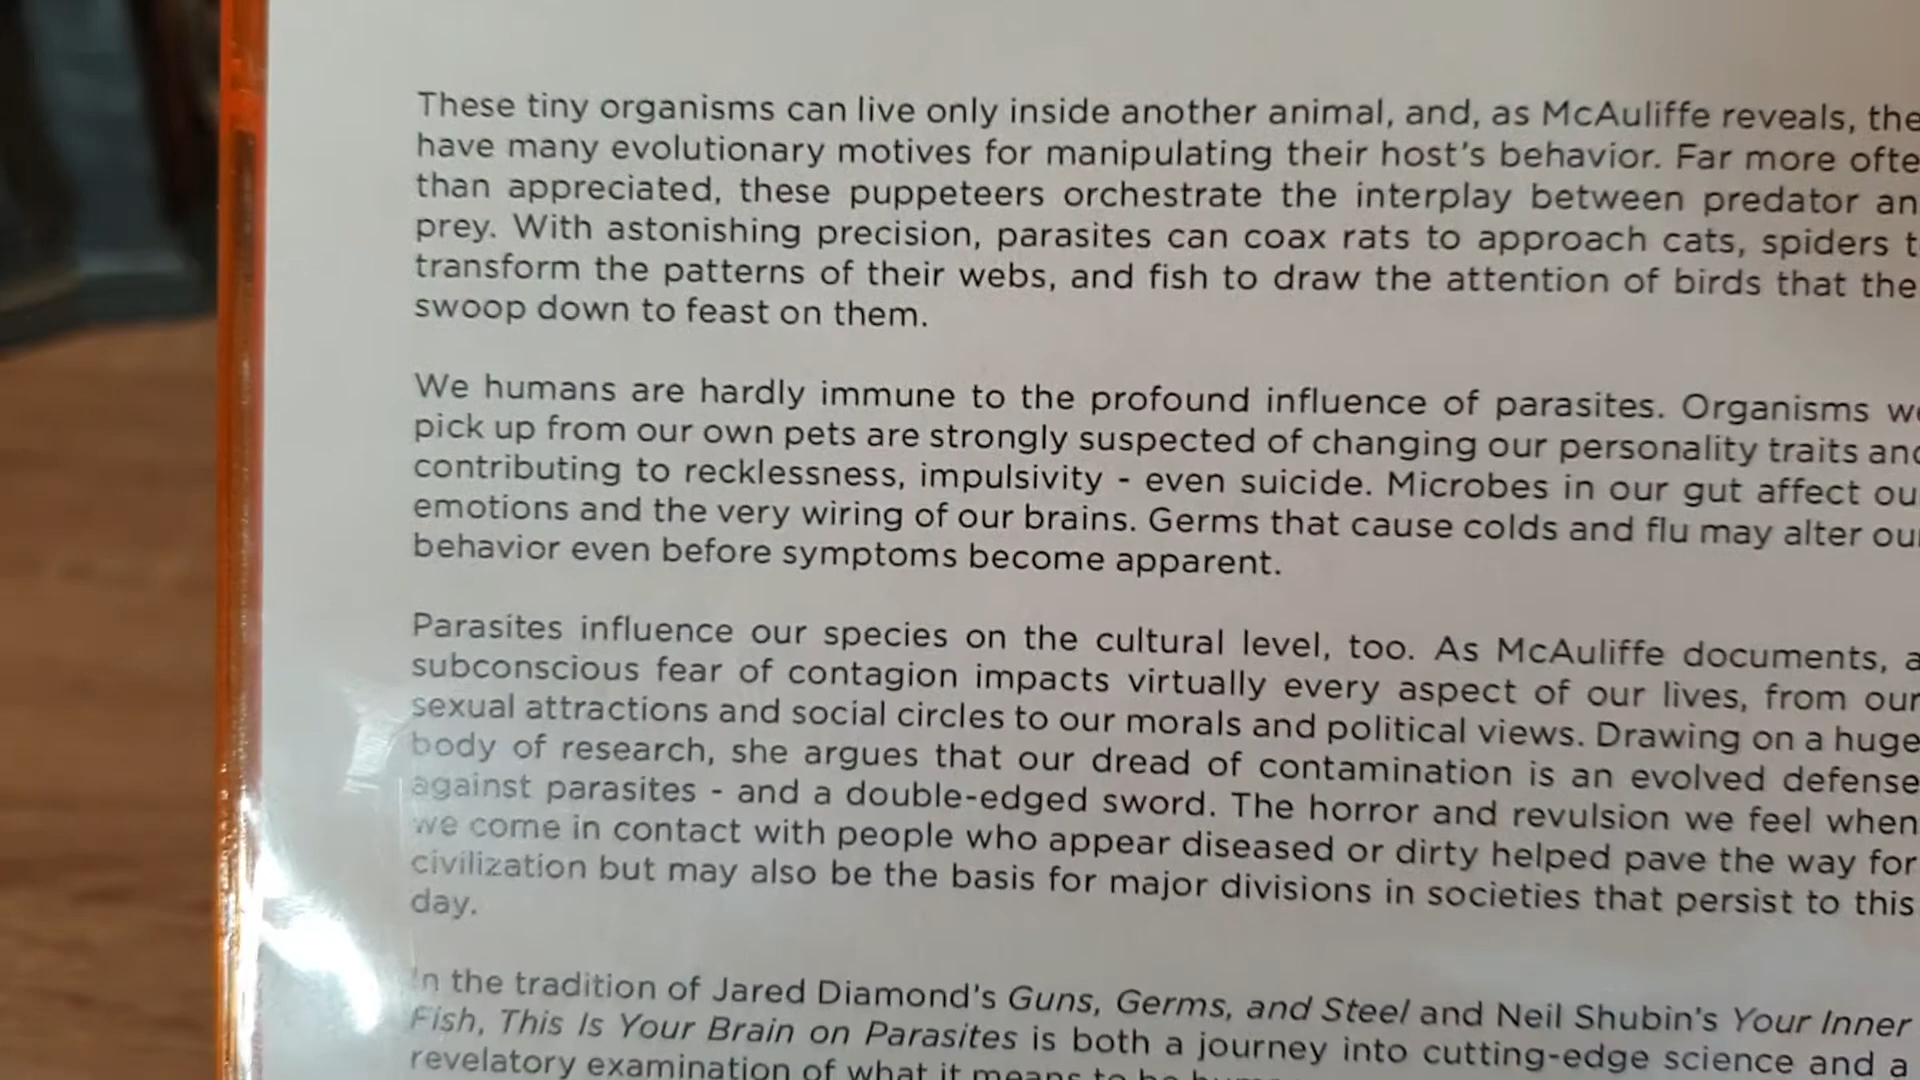 These tiny organisms can live only inside another animal, and, as McAuliffe reveals, the
have many evolutionary motives for manipulating their host's behavior. Far more ofte
than appreciated, these puppeteers orchestrate the interplay between predator an
prey. With astonishing precision, parasites can coax rats to approach cats, spiders t
transform the patterns of their webs, and fish to draw the attention of birds that the
swoop down to feast on them.
We humans are hardly immune to the profound influence of parasites. Organisms we
pick up from our own pets are strongly suspected of changing our personality traits and
contributing to recklessness, impulsivity - even suicide. Microbes in our gut affect ou
emotions and the very wiring of our brains. Germs that cause colds and flu may alter our
behavior even before symptoms become apparent.
Parasites influence our species on the cultural level, too. As McAuliffe documents, a
subconscious fear of contagion impacts virtually every aspect of our lives, from our
sexual attractions and social circles to our morals and political views. Drawing on a huge
body of research, she argues that our dread of contamination is an evolved defense
against parasites - and a double-edged sword. The horror and revulsion we feel when
we come in contact with people who appear diseased or dirty helped pave the way for
civilization but may also be the basis for major divisions in societies that persist to this
day.
In the tradition of Jared Diamond's Guns, Germs, and Steel and Neil Shubin's Your Inner
Fish, This Is Your Brain on Parasites is both a journey into cutting-edge science and a
revelatory examination of what it means to be